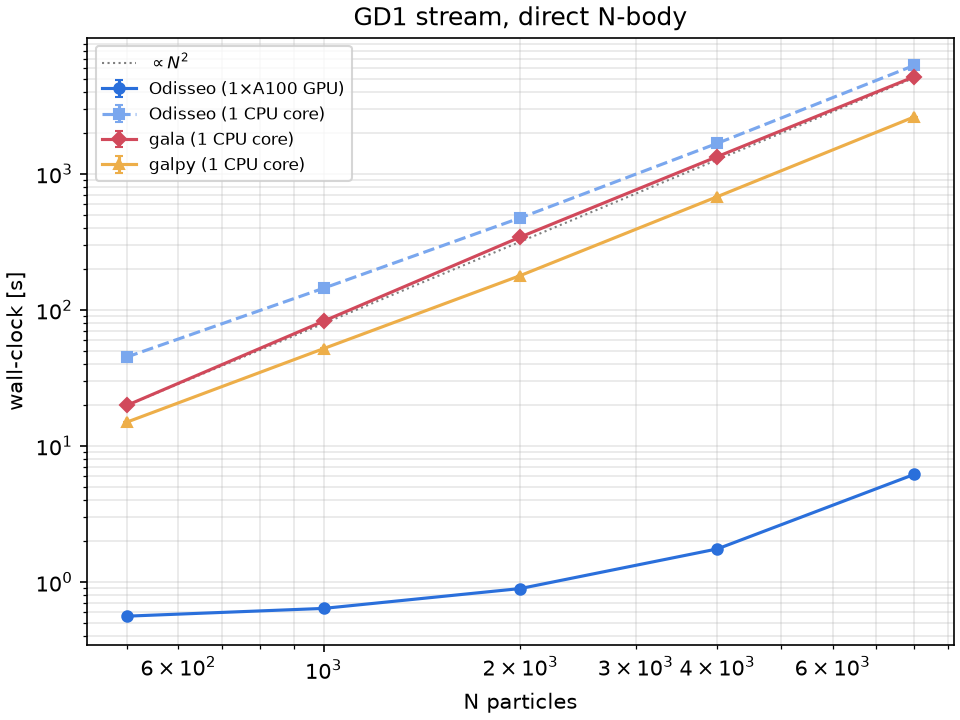 GD1 stream, direct N-body
∝N²
Odisseo (1×A100 GPU)
Odisseo (1 CPU core)
gala (1 CPU core)
galpy (1 CPU core)
wall-clock [s]
10³
10²
10¹
10⁰
6 × 10²
10³
2 × 10³
3 × 10³
4 × 10³
6 × 10³
N particles